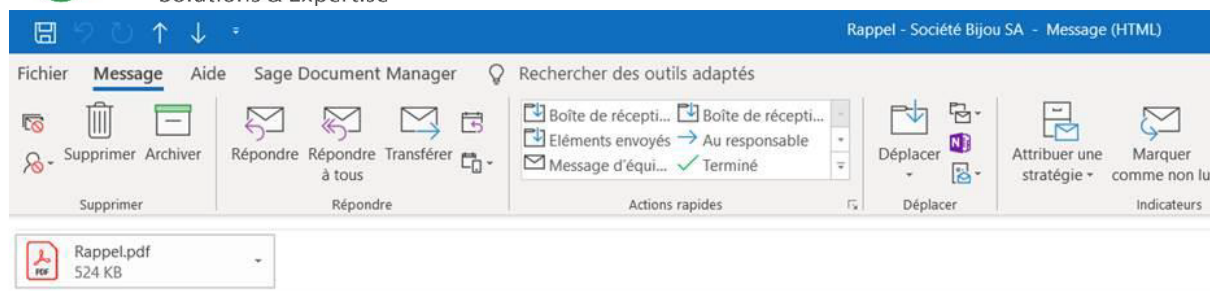 Solutions & Expertise
Rappel - Société Bijou SA - Message (HTML)
Fichier Message Aide Sage Document Manager Rechercher des outils adaptés
Supprimer Archiver
Répondre Répondre à tous Transférer
Boîte de récepti... Boîte de récepti...
Eléments envoyés Au responsable
Message d'équi... Terminé
Déplacer
Attribuer une stratégie
Marquer comme non lu
Supprimer Répondre Actions rapides Déplacer Indicateurs
Rappel.pdf
PDF
524 KB